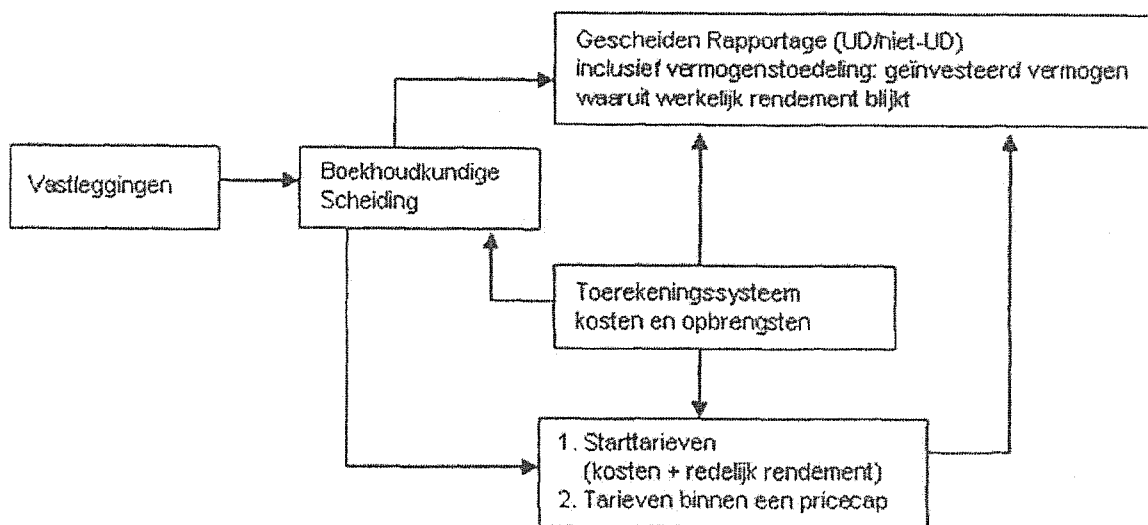 Gescheiden Rapportage (UD/niet-UD)
inclusief vermogenstoedeling: geïnvesteerd vermogen
waaruit werkelijk rendement blijkt
Vastleggingen
Boekhoudkundige
Scheiding
Toerekeningssysteem
kosten en opbrengsten
1. Starttarieven
(kosten + redelijk rendement)
2. Tarieven binnen een pricecap